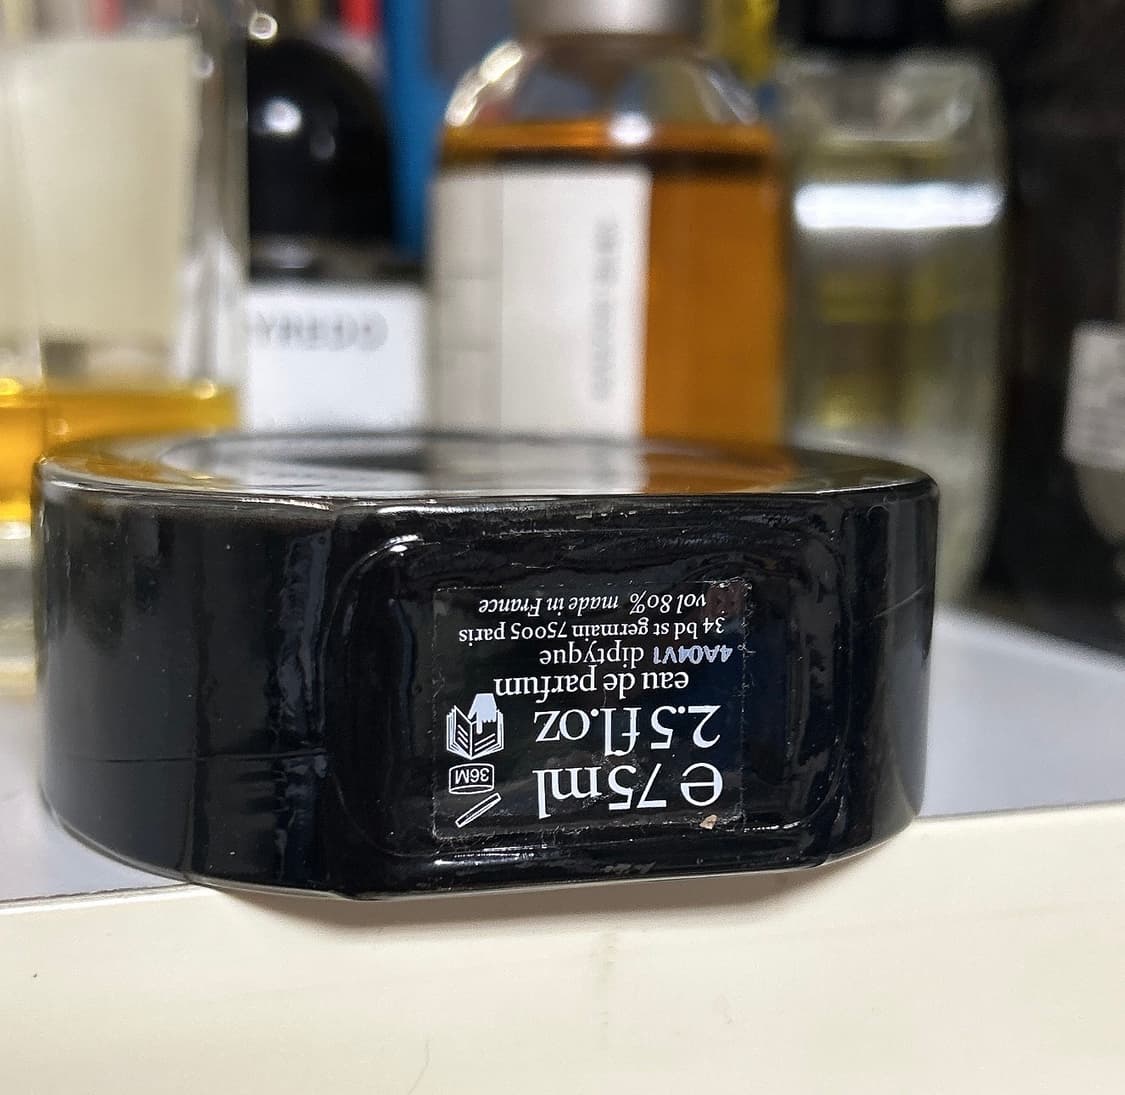 ℮ 75ml
36M
2.5 fl.oz
eau de parfum
4A04V1 diptyque
34 bd st germain 75005 paris
vol 80% made in France
YREDO